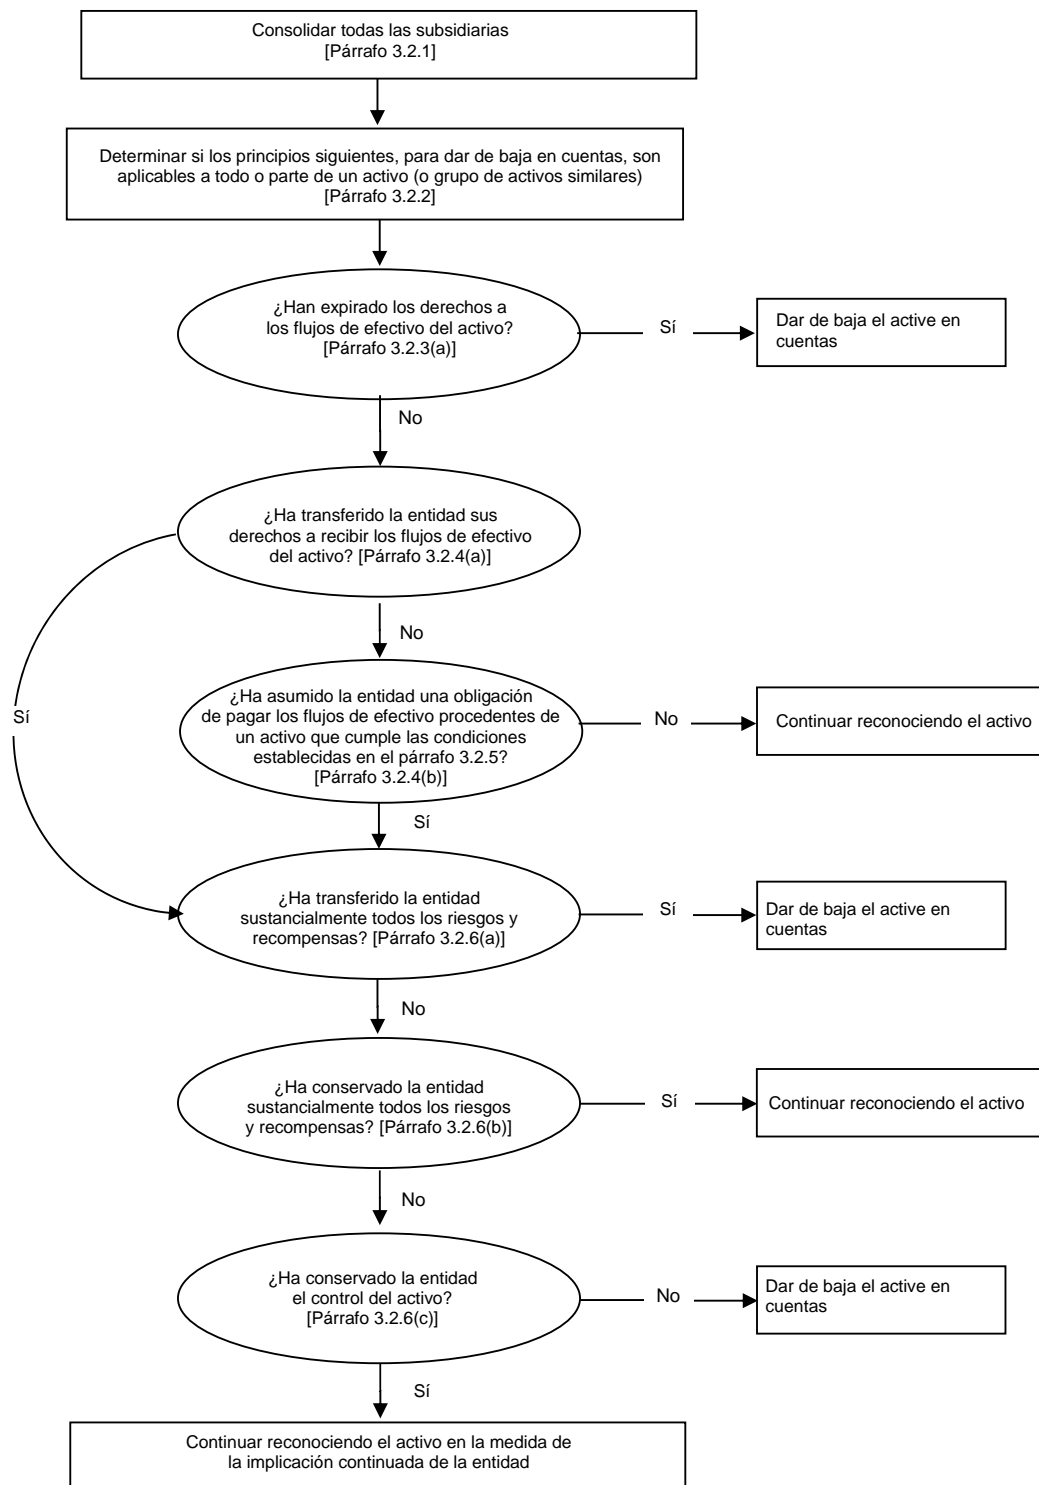 Consolidar todas las subsidiarias
[Párrafo 3.2.1]
Determinar si los principios siguientes, para dar de baja en cuentas, son
aplicables a todo o parte de un activo (o grupo de activos similares)
[Párrafo 3.2.2]
¿Han expirado los derechos a
los flujos de efectivo del activo?
[Párrafo 3.2.3(a)]
Sí
Dar de baja el active en
cuentas
No
¿Ha transferido la entidad sus
derechos a recibir los flujos de efectivo
del activo? [Párrafo 3.2.4(a)]
No
Sí
¿Ha asumido la entidad una obligación
de pagar los flujos de efectivo procedentes de
un activo que cumple las condiciones
establecidas en el párrafo 3.2.5?
[Párrafo 3.2.4(b)]
No
Continuar reconociendo el activo
Sí
¿Ha transferido la entidad
sustancialmente todos los riesgos y
recompensas? [Párrafo 3.2.6(a)]
Sí
Dar de baja el active en
cuentas
No
¿Ha conservado la entidad
sustancialmente todos los riesgos
y recompensas? [Párrafo 3.2.6(b)]
Sí
Continuar reconociendo el activo
No
¿Ha conservado la entidad
el control del activo?
[Párrafo 3.2.6(c)]
No
Dar de baja el active en
cuentas
Sí
Continuar reconociendo el activo en la medida de
la implicación continuada de la entidad